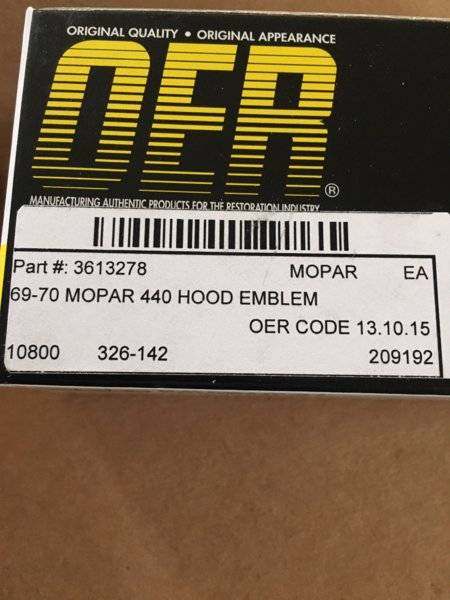 ORIGINAL QUALITY • ORIGINAL APPEARANCE
OER®
MANUFACTURING AUTHENTIC PRODUCTS FOR THE RESTORATION INDUSTRY
Part #: 3613278 MOPAR EA
69-70 MOPAR 440 HOOD EMBLEM
OER CODE 13.10.15
10800 326-142 209192